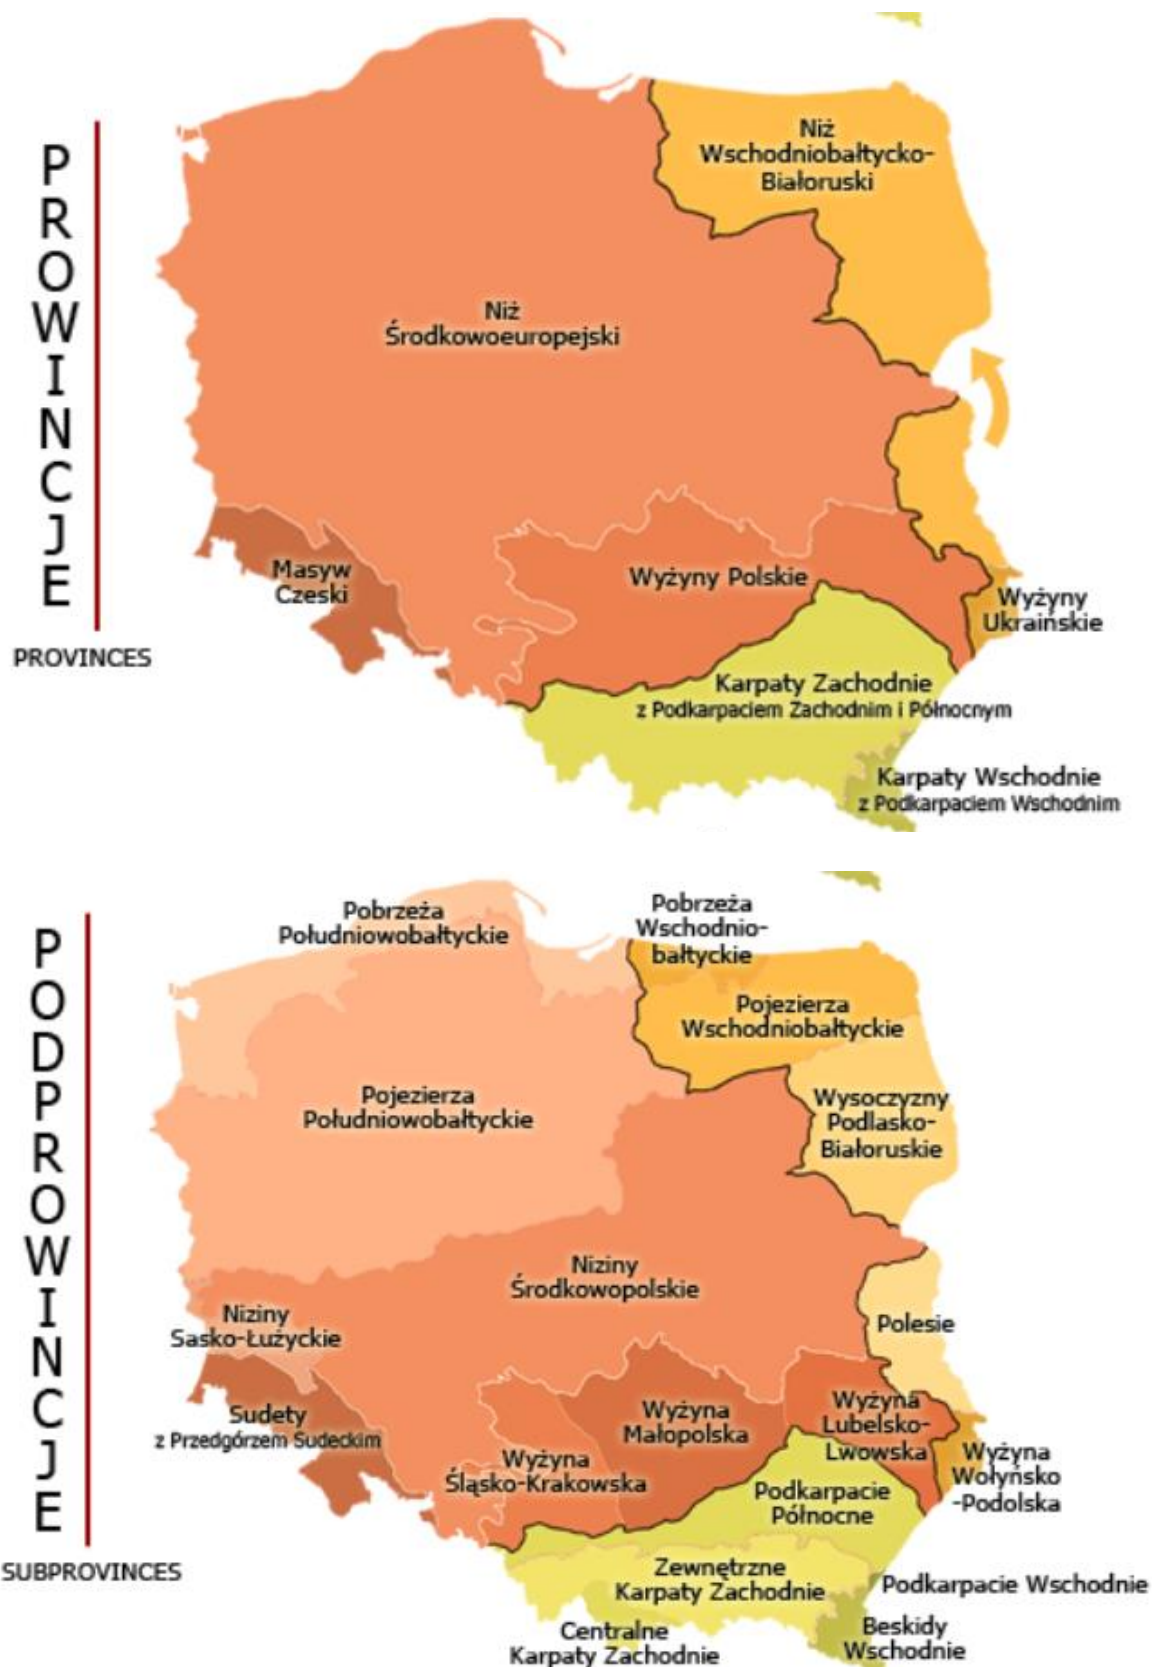 PROWINCJE
PROVINCES
Niż
Wschodniobałtycko-
Białoruski
Niż
Środkowoeuropejski
Masyw
Czeski
Wyżyny Polskie
Wyżyny
Ukraińskie
Karpaty Zachodnie
z Podkarpaciem Zachodnim i Północnym
Karpaty Wschodnie
z Podkarpaciem Wschodnim
PODPROWINCJE
SUBPROVINCES
Pobrzeża
Południowobałtyckie
Pobrzeża
Wschodnio-
bałtyckie
Pojezierza
Wschodniobałtyckie
Pojezierza
Południowobałtyckie
Wysoczyzny
Podlasko-
Białoruskie
Niziny
Środkowopolskie
Niziny
Sasko-Łużyckie
Polesie
Sudety
z Przedgórzem Sudeckim
Wyżyna
Śląsko-Krakowska
Wyżyna
Małopolska
Wyżyna
Lubelsko-
Lwowska
Wyżyna
Wołyńsko
-Podolska
Podkarpacie
Północne
Zewnętrzne
Karpaty Zachodnie
Podkarpacie Wschodnie
Centralne
Karpaty Zachodnie
Beskidy
Wschodnie